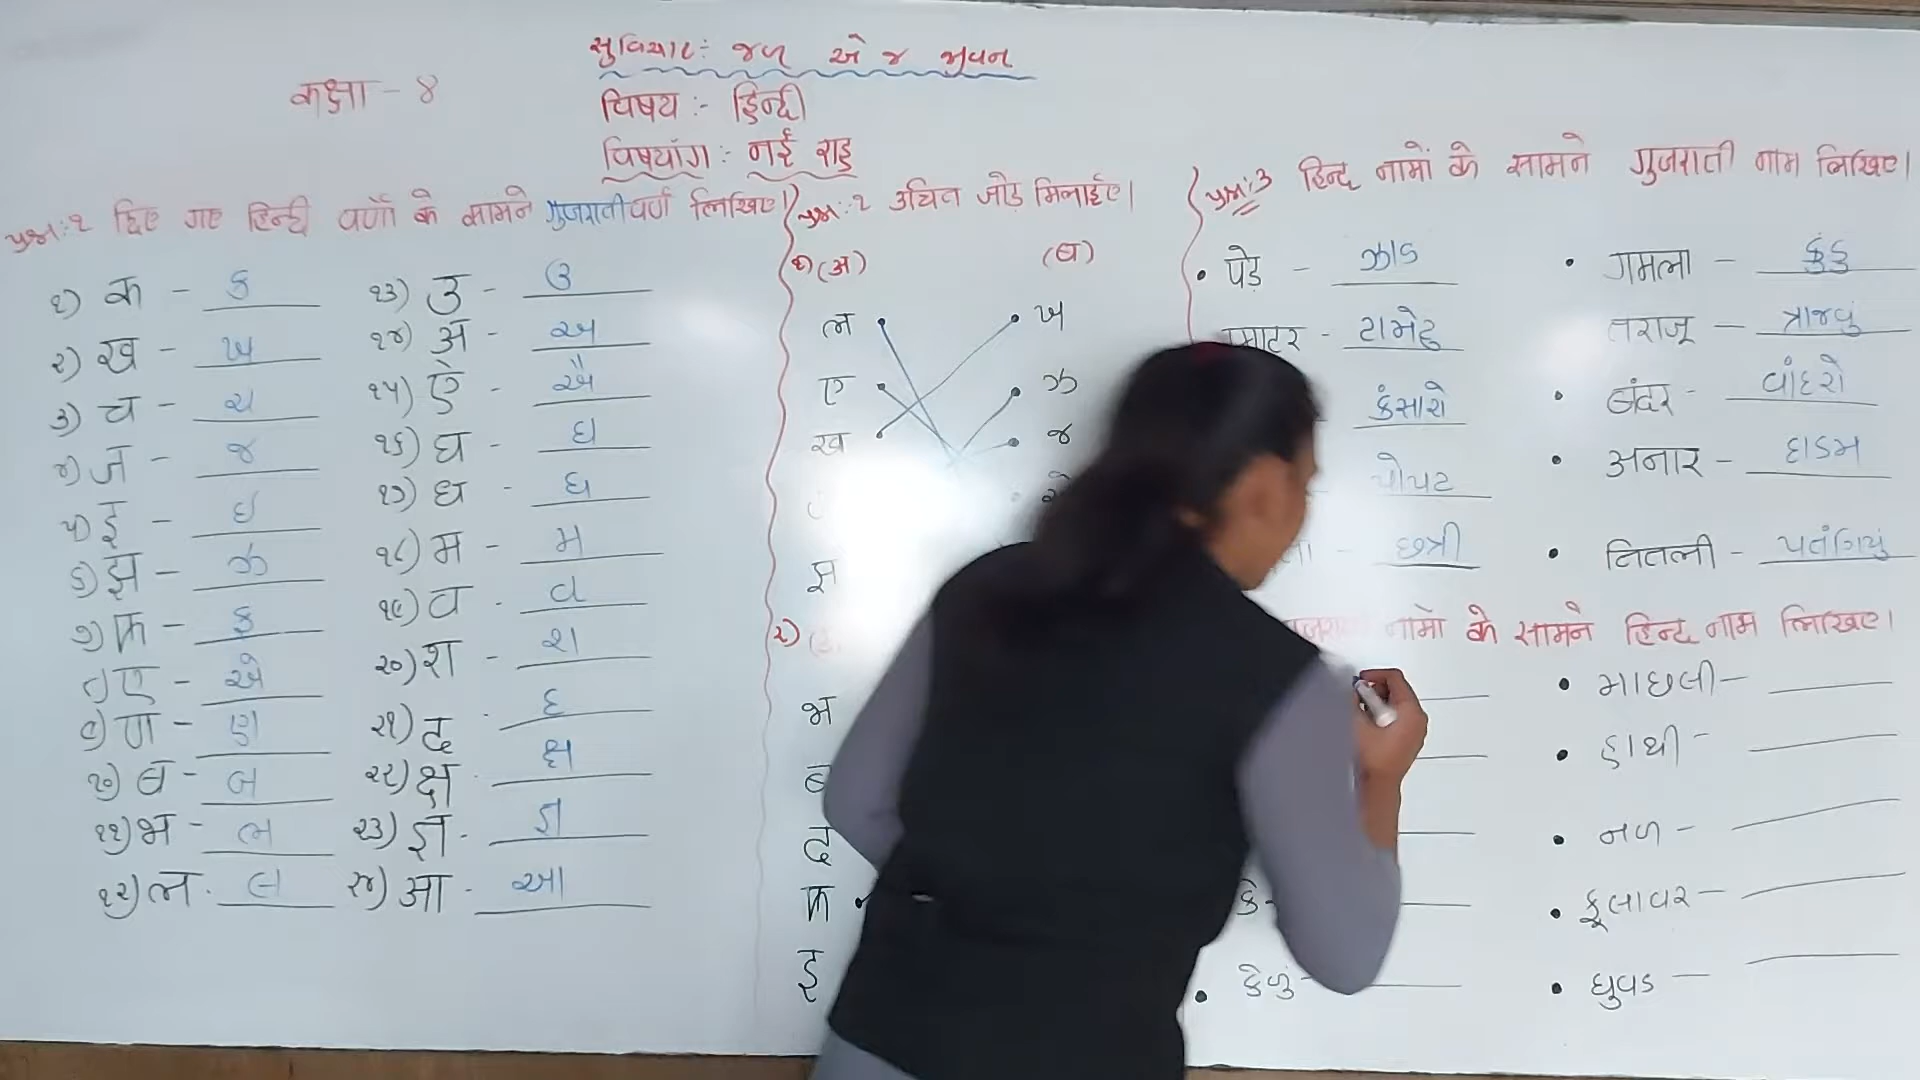 સુવિચાર: જળ એ જ જીવન
कक्षा - ४
विषय :- हिन्दी
विषयांग :- नई राह
प्रश्न:१ दिए गए हिन्दी वर्णों के सामने गुजराती वर्ण लिखिए।
१) क - ક
२) ख - ખ
३) च - ચ
४) ज - જ
५) इ - ઇ
६) झ - ઝ
७) फ - ફ
८) ए - એ
९) ण - ણ
१०) ब - બ
११) भ - ભ
१२) ल - લ
१३) उ - ઉ
१४) अ - અ
१५) ऐ - ઐ
१६) घ - ઘ
१७) ध - ધ
१८) म - મ
१९) व - વ
२०) श - શ
२१) द - દ
२२) क्ष - ક્ષ
२३) ज्ञ - જ્ઞ
२४) आ - આ
प्रश्न:२ उचित जोड़ मिलाईए।
१) (अ) (ब)
ल ખ
ए ઝ
ख જ
झ
२)
भ
ब
द
फ
इ
प्रश्न:३ हिन्दी नामों के सामने गुजराती नाम लिखिए।
• पेड़ - ઝાડ
टमाटर - ટામેટું
કંસારો
પોપટ
છત્રી
• गमला - કુંડુ
तराजू - ત્રાજવું
• बंदर - વાંદરો
• अनार - દાડમ
• तितली - પતંગિયું
नामों के सामने हिन्दी नाम लिखिए।
• કેળું -
• માછલી -
• હાથી -
• નળ -
• ફૂલાવર -
• ઘુવડ -